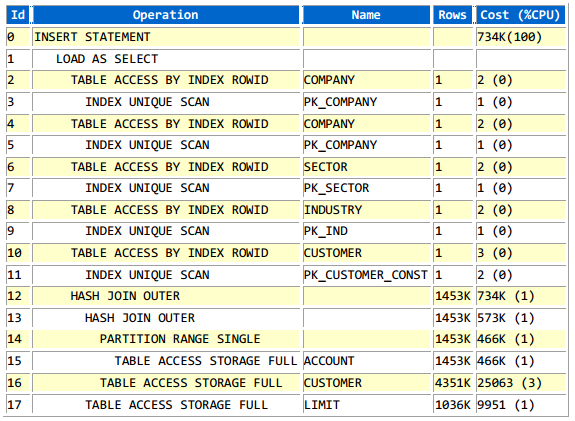 Id Operation Name Rows Cost (%CPU)
0 INSERT STATEMENT 734K(100)
1 LOAD AS SELECT
2 TABLE ACCESS BY INDEX ROWID COMPANY 1 2 (0)
3 INDEX UNIQUE SCAN PK_COMPANY 1 1 (0)
4 TABLE ACCESS BY INDEX ROWID COMPANY 1 2 (0)
5 INDEX UNIQUE SCAN PK_COMPANY 1 1 (0)
6 TABLE ACCESS BY INDEX ROWID SECTOR 1 2 (0)
7 INDEX UNIQUE SCAN PK_SECTOR 1 1 (0)
8 TABLE ACCESS BY INDEX ROWID INDUSTRY 1 2 (0)
9 INDEX UNIQUE SCAN PK_IND 1 1 (0)
10 TABLE ACCESS BY INDEX ROWID CUSTOMER 1 3 (0)
11 INDEX UNIQUE SCAN PK_CUSTOMER_CONST 1 2 (0)
12 HASH JOIN OUTER 1453K 734K (1)
13 HASH JOIN OUTER 1453K 573K (1)
14 PARTITION RANGE SINGLE 1453K 466K (1)
15 TABLE ACCESS STORAGE FULL ACCOUNT 1453K 466K (1)
16 TABLE ACCESS STORAGE FULL CUSTOMER 4351K 25063 (3)
17 TABLE ACCESS STORAGE FULL LIMIT 1036K 9951 (1)